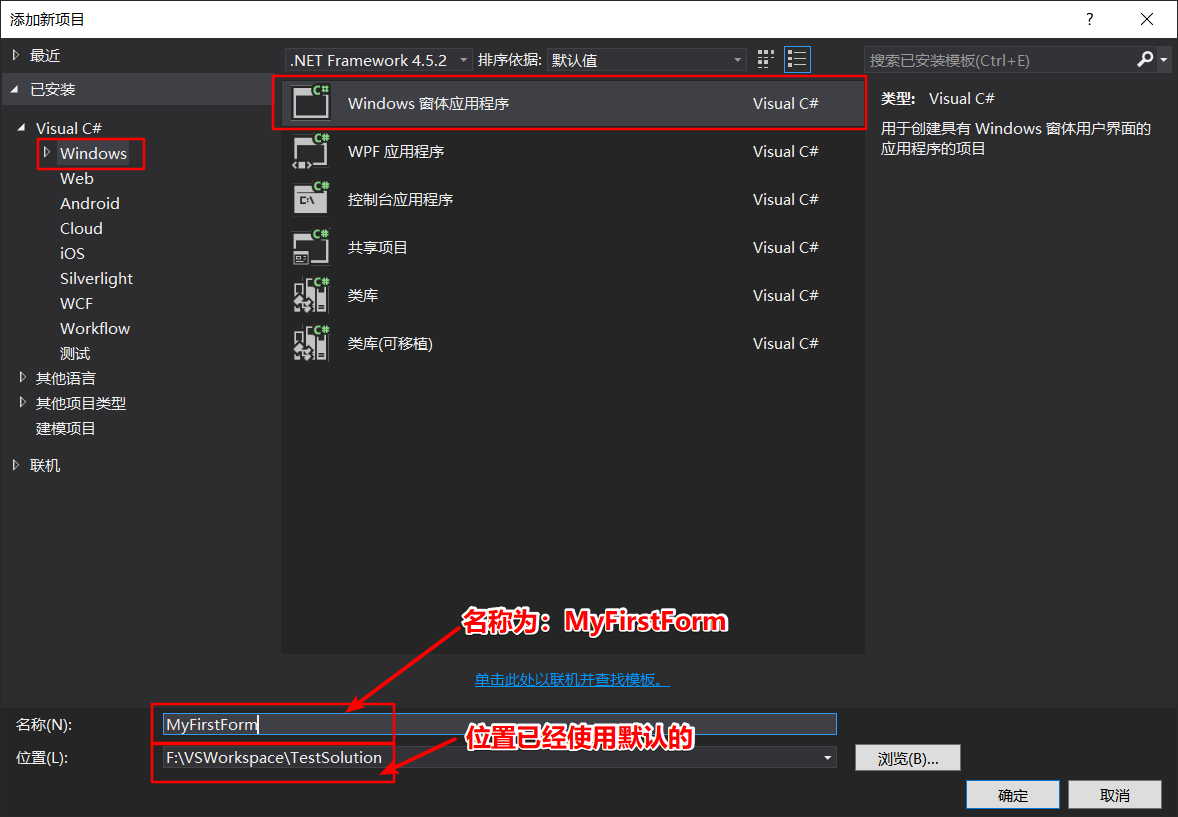 添加新项目
?
最近
.NET Framework 4.5.2
排序依据:
默认值
搜索已安装模板(Ctrl+E)
已安装
Visual C#
Windows
Web
Android
Cloud
iOS
Silverlight
WCF
Workflow
测试
其他语言
其他项目类型
建模项目
联机
C# Windows 窗体应用程序 Visual C#
C# WPF 应用程序 Visual C#
C# C:\ 控制台应用程序 Visual C#
C# 共享项目 Visual C#
C# 类库 Visual C#
C# 类库(可移植) Visual C#
类型: Visual C#
用于创建具有 Windows 窗体用户界面的
应用程序的项目
名称为：MyFirstForm
单击此处以联机并查找模板。
名称(N):
MyFirstForm
位置已经使用默认的
位置(L):
F:\VSWorkspace\TestSolution
浏览(B)...
确定
取消